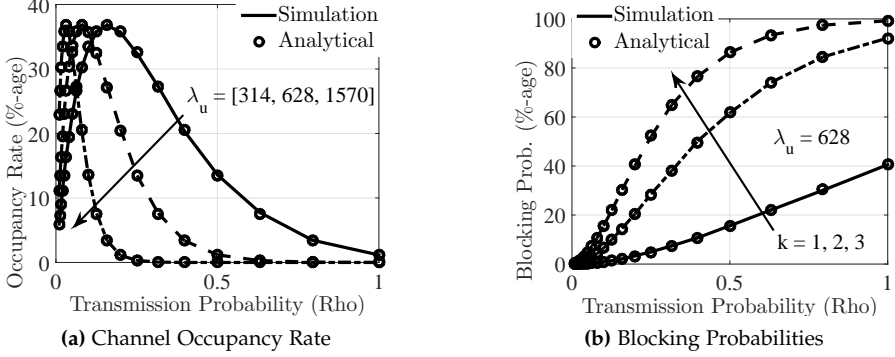 40
30
20
10
0
Occupancy Rate (%-age)
Simulation
Analytical
λu = [314, 628, 1570]
0 0.5 1
Transmission Probability (Rho)
(a) Channel Occupancy Rate
100
80
60
40
20
0
Blocking Prob. (%-age)
Simulation
Analytical
λu = 628
k = 1, 2, 3
0 0.5 1
Transmission Probability (Rho)
(b) Blocking Probabilities